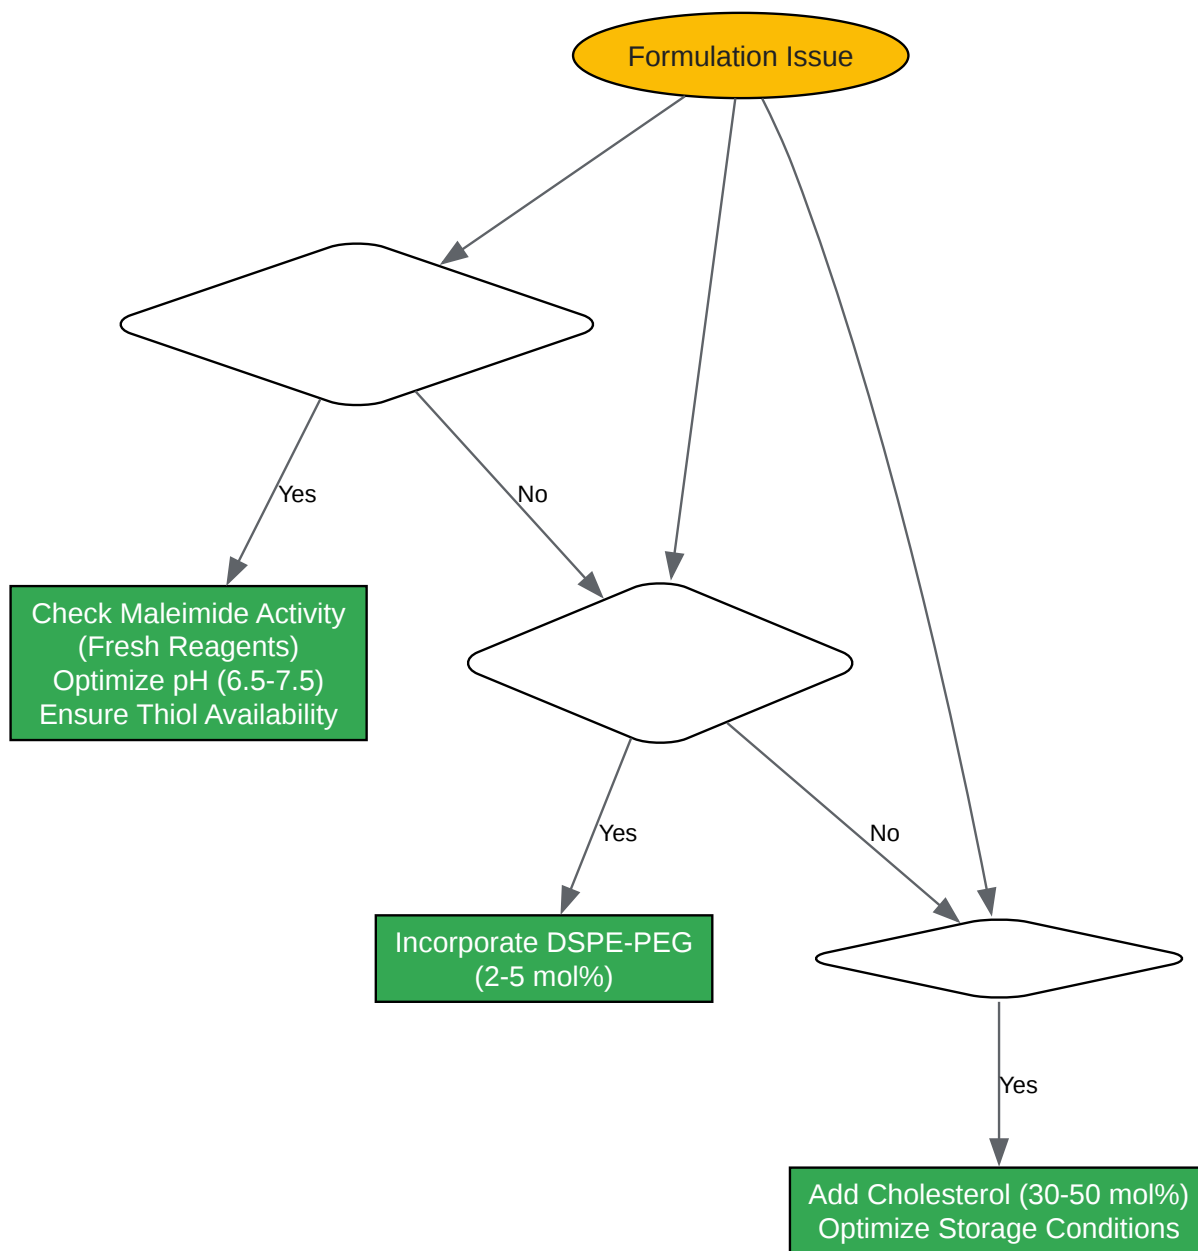 Formulation Issue
Yes
No
Check Maleimide Activity
(Fresh Reagents)
Optimize pH (6.5-7.5)
Ensure Thiol Availability
Yes
No
Incorporate DSPE-PEG
(2-5 mol%)
Yes
Add Cholesterol (30-50 mol%)
Optimize Storage Conditions